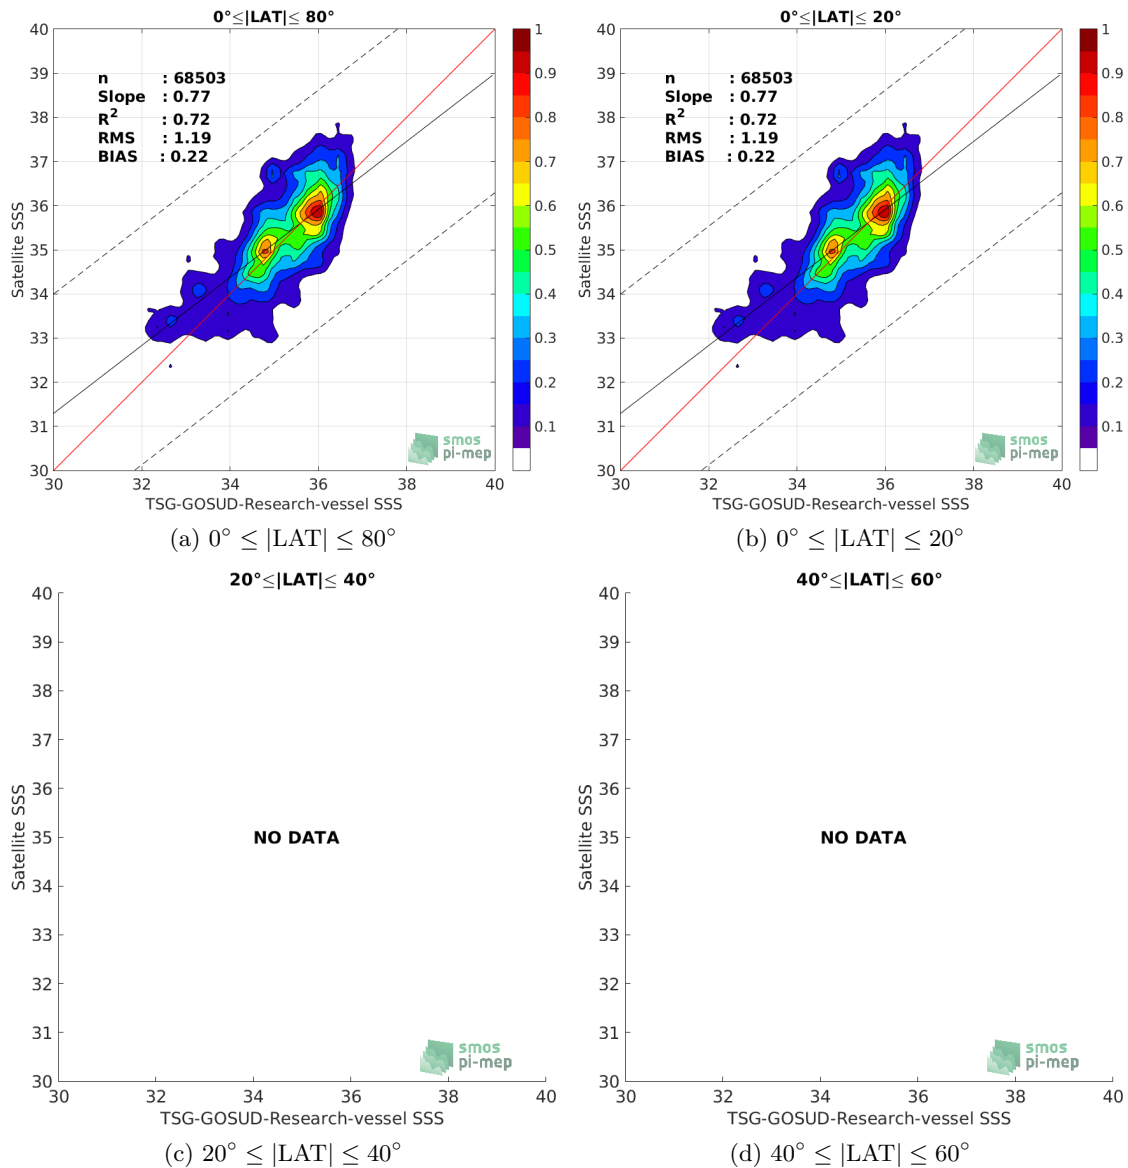 0°≤|LAT|≤ 80°
40
39
38
37
36
35
34
33
32
31
30
Satellite SSS
n : 68503
Slope : 0.77
R2 : 0.72
RMS : 1.19
BIAS : 0.22
smos
pi-mep
30 32 34 36 38 40
TSG-GOSUD-Research-vessel SSS
1
0.9
0.8
0.7
0.6
0.5
0.4
0.3
0.2
0.1
(a) 0° ≤ |LAT| ≤ 80°
0°≤|LAT|≤ 20°
40
39
38
37
36
35
34
33
32
31
30
Satellite SSS
n : 68503
Slope : 0.77
R2 : 0.72
RMS : 1.19
BIAS : 0.22
smos
pi-mep
30 32 34 36 38 40
TSG-GOSUD-Research-vessel SSS
1
0.9
0.8
0.7
0.6
0.5
0.4
0.3
0.2
0.1
(b) 0° ≤ |LAT| ≤ 20°
20°≤|LAT|≤ 40°
40
39
38
37
36
35
34
33
32
31
30
Satellite SSS
NO DATA
smos
pi-mep
30 32 34 36 38 40
TSG-GOSUD-Research-vessel SSS
(c) 20° ≤ |LAT| ≤ 40°
40°≤|LAT|≤ 60°
40
39
38
37
36
35
34
33
32
31
30
Satellite SSS
NO DATA
smos
pi-mep
30 32 34 36 38 40
TSG-GOSUD-Research-vessel SSS
(d) 40° ≤ |LAT| ≤ 60°